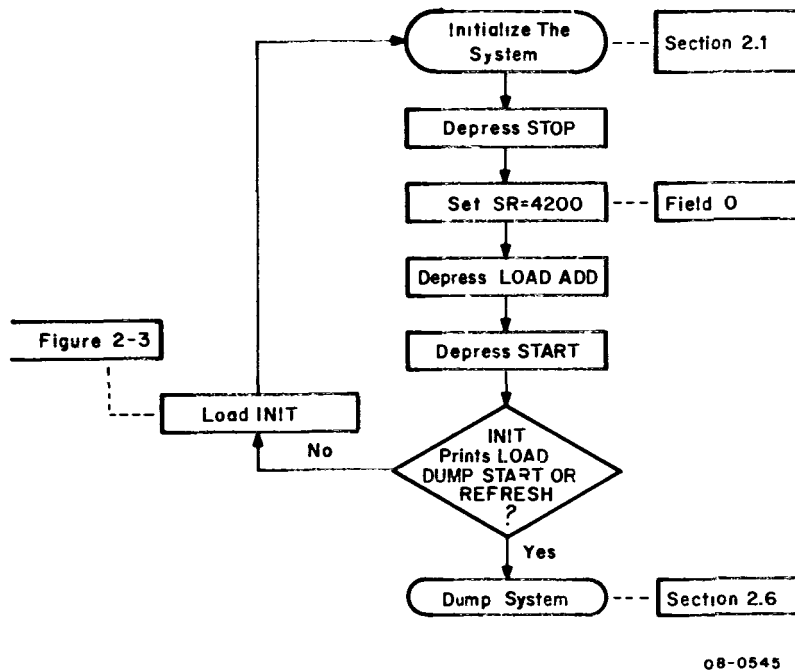 Initialize The
System
Section 2.1
Depress STOP
Set SR=4200
Field 0
Depress LOAD ADD
Figure 2-3
Depress START
Load INIT
No
INIT
Prints LOAD
DUMP START OR
REFRESH
?
Yes
Dump System
Section 2.6
08-0545